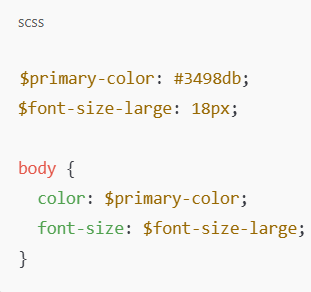 scss
$primary-color: #3498db;
$font-size-large: 18px;
body {
color: $primary-color;
font-size: $font-size-large;
}